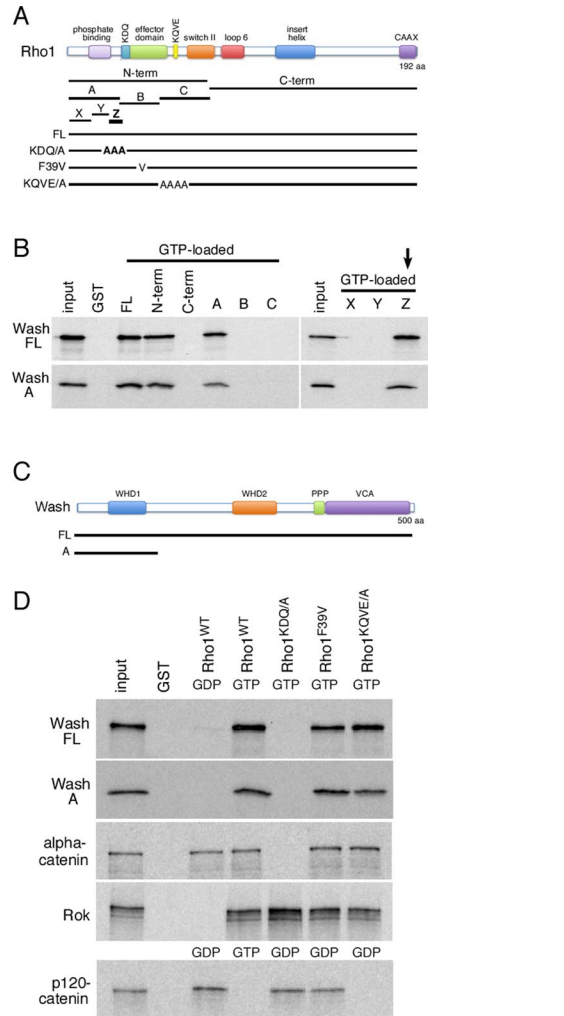 A
phosphate binding KDQ effector domain KQVE switch II loop 6 insert helix CAAX
Rho1
192 aa
N-term
C-term
A B C
X Y Z
FL
KDQ/A AAA
F39V V
KQVE/A AAAA
B
GTP-loaded
GTP-loaded
input GST FL N-term C-term A B C input X Y Z
Wash FL
Wash A
C
WHD1 WHD2 PPP VCA
Wash
500 aa
FL
A
D
input GST Rho1WT Rho1WT Rho1KDQ/A Rho1F39V Rho1KQVE/A
GDP GTP GTP GTP GTP
Wash FL
Wash A
alpha-catenin
Rok
GDP GTP GDP GDP GDP
p120-catenin